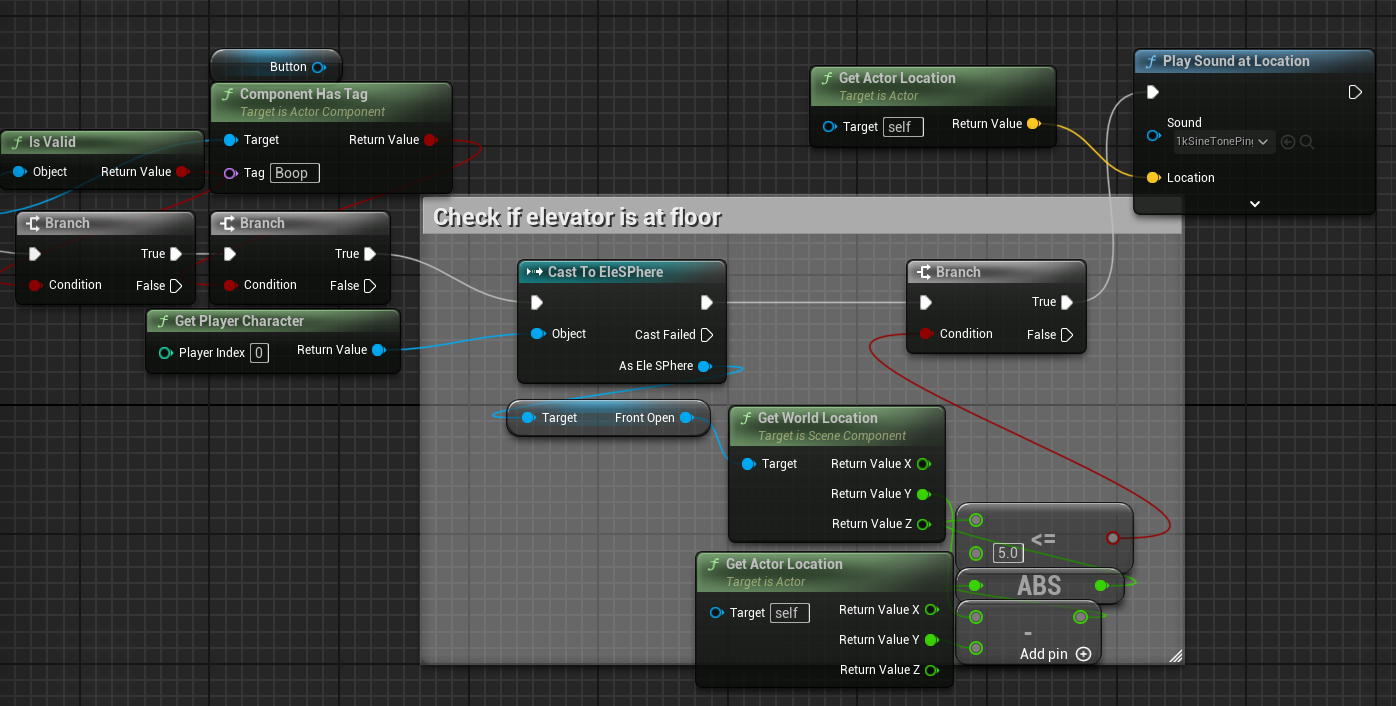 Button
Component Has Tag
Target is Actor Component
Target
Return Value
Tag
Boop
Is Valid
Object
Return Value
Branch
True
Condition
False
Branch
True
Condition
False
Get Player Character
Player Index
0
Return Value
Get Actor Location
Target is Actor
Target
self
Return Value
Play Sound at Location
Sound
Location
Check if elevator is at floor
Cast To EleSPhere
Object
Cast Failed
As Ele SPhere
Branch
True
Condition
False
Target
Front Open
Get World Location
Target is Scene Component
Target
Return Value X
Return Value Y
Return Value Z
<=
5.0
ABS
-
Add pin
Get Actor Location
Target is Actor
Target
self
Return Value X
Return Value Y
Return Value Z